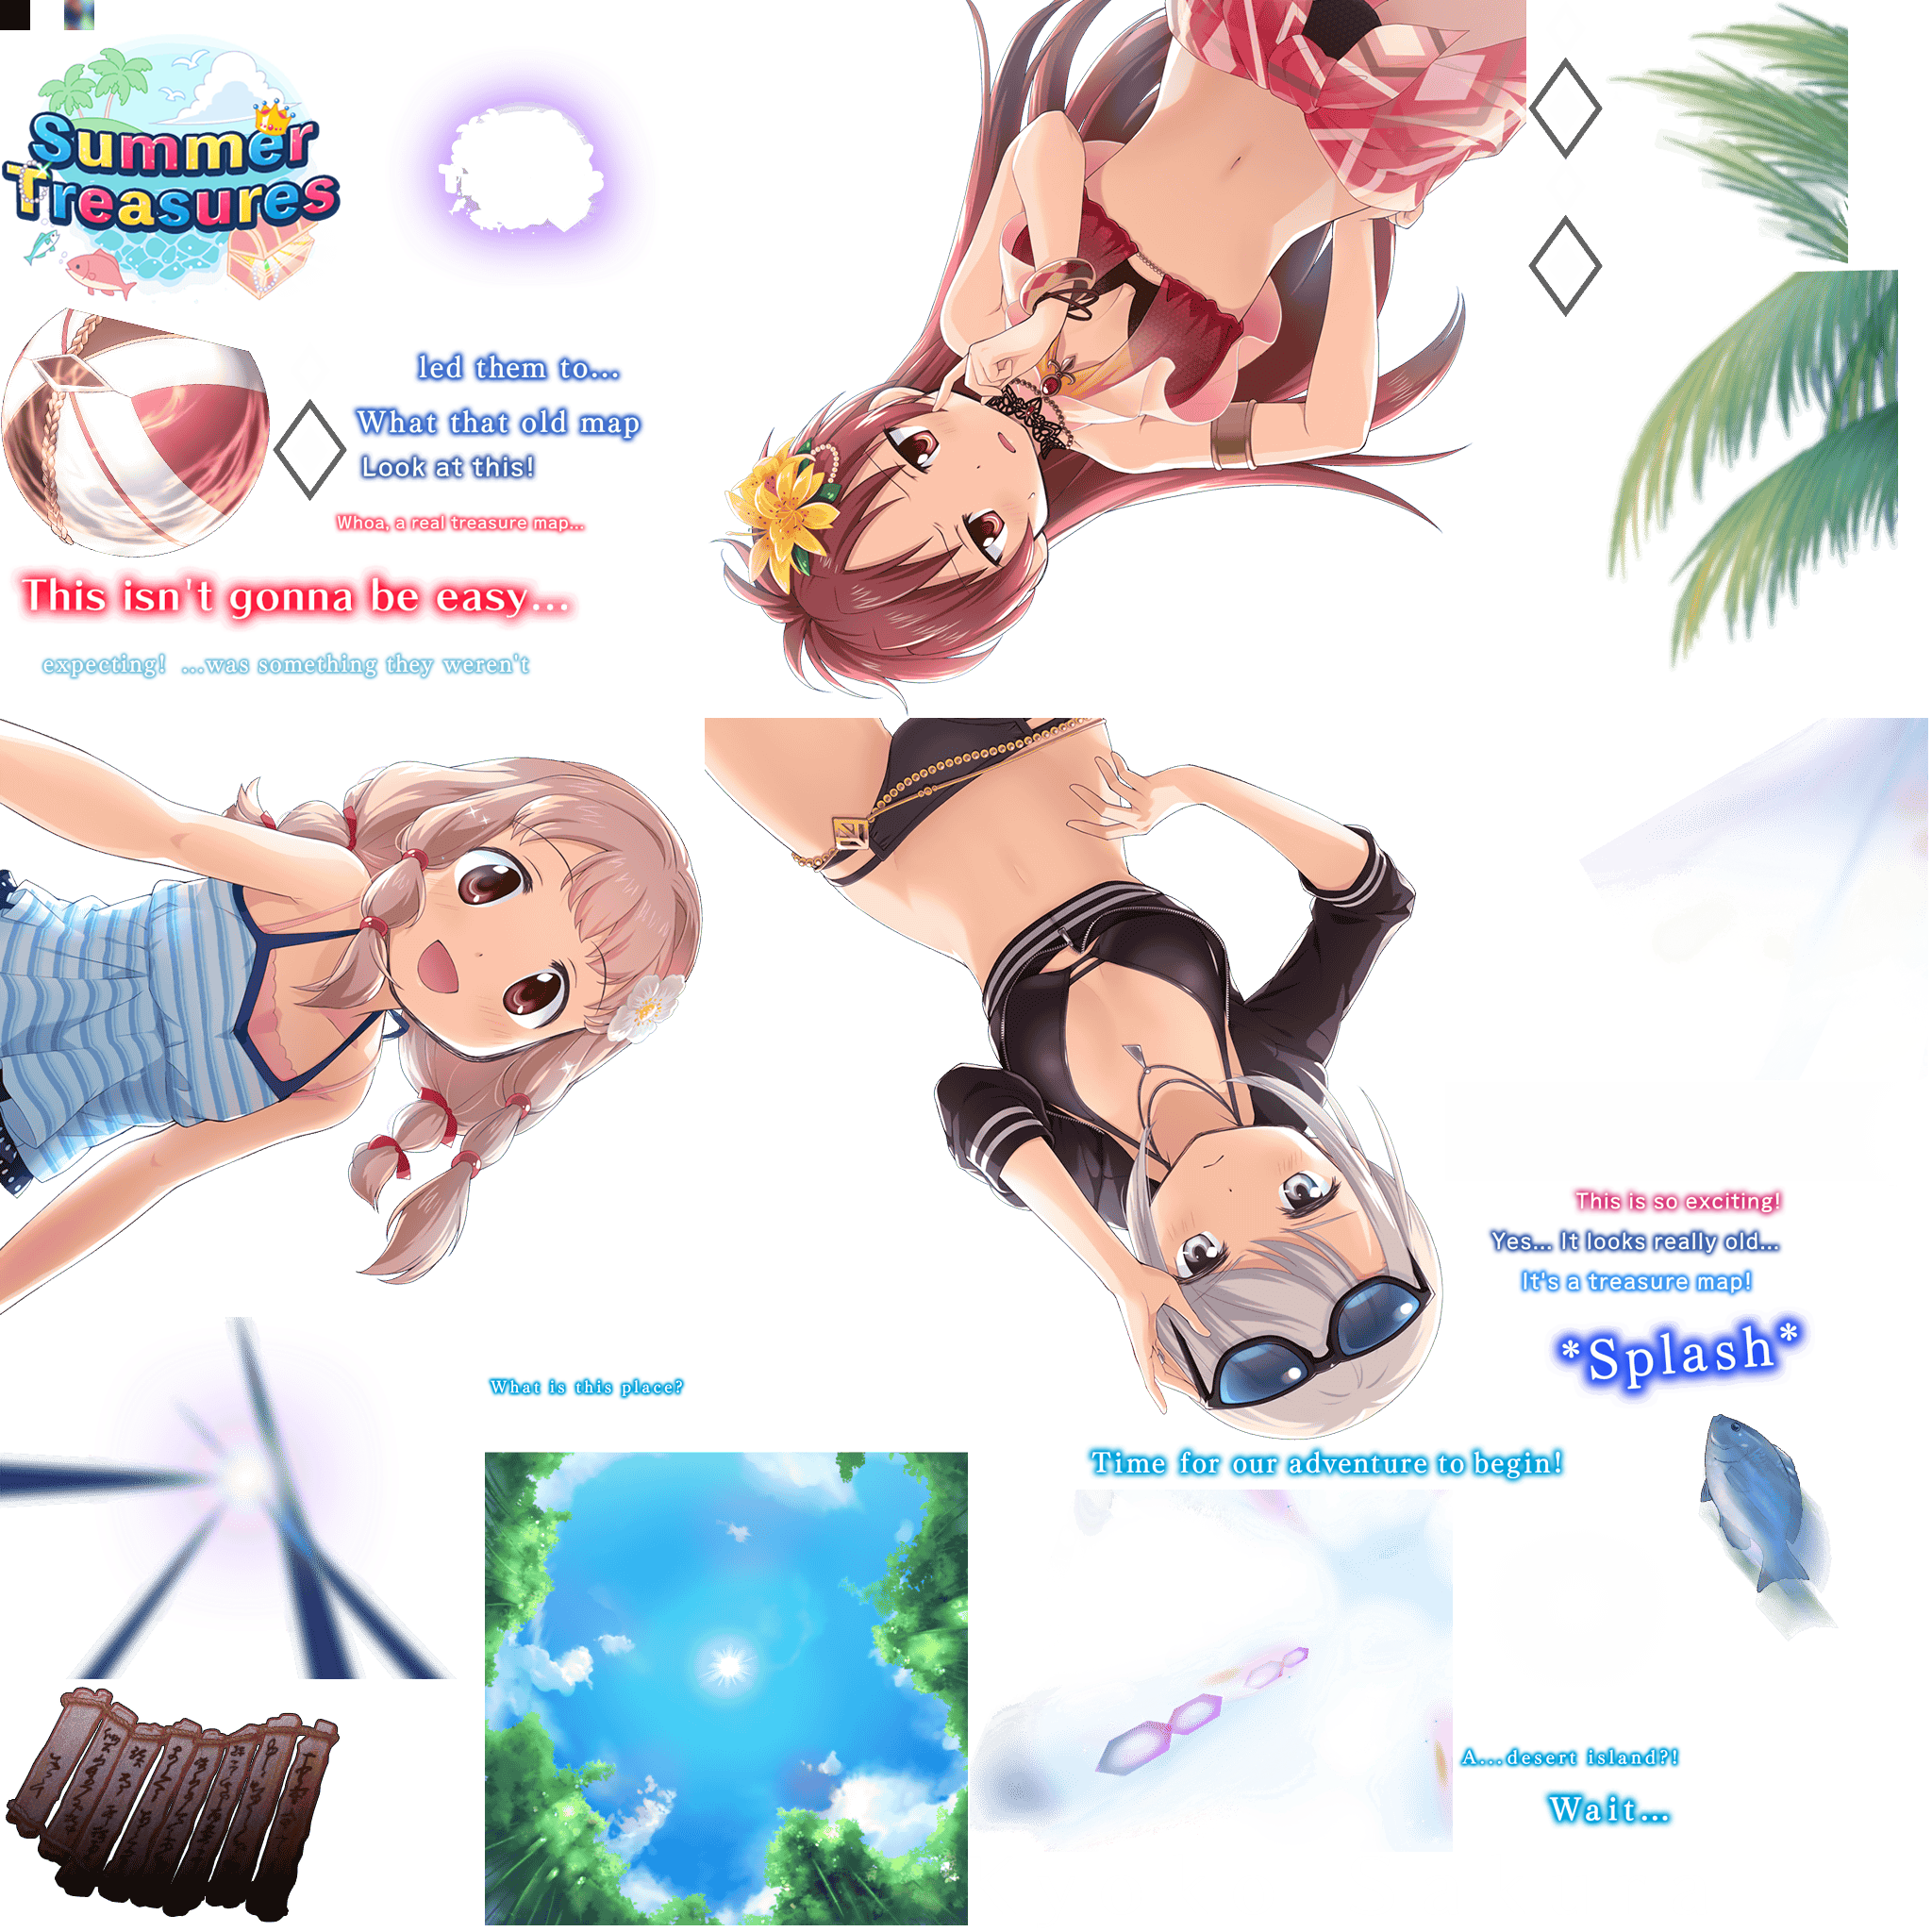 Summer
Treasures
led them to...
What that old map
Look at this!
Whoa, a real treasure map...
This isn't gonna be easy...
expecting! ...was something they weren't
This is so exciting!
Yes... It looks really old...
It's a treasure map!
*Splash*
What is this place?
Time for our adventure to begin!
A...desert island?!
Wait...